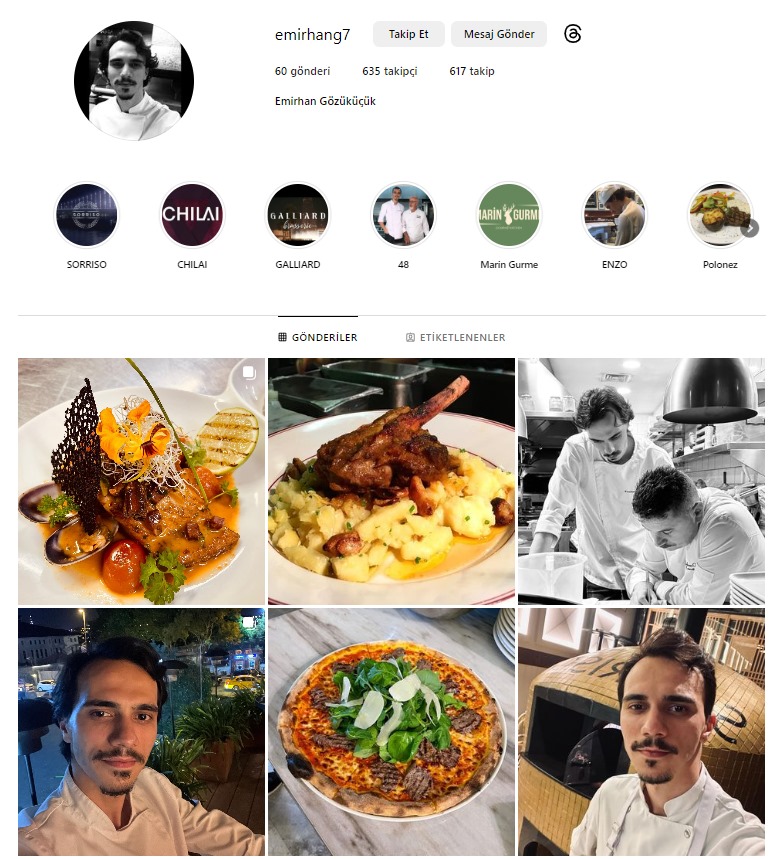 emirhang7 Takip Et Mesaj Gönder
60 gönderi 635 takipçi 617 takip
Emirhan Gözüküçük
SORRISO CHILAI GALLIARD brasserie MARİN GURME
SORRISO CHILAI GALLIARD 48 Marin Gurme ENZO Polonez
GÖNDERİLER ETİKETLENENLER